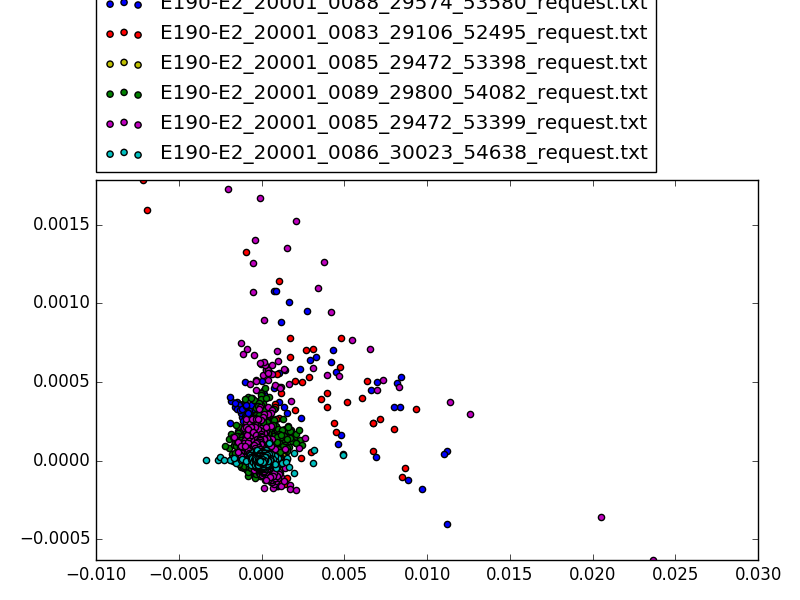 E190-E2_20001_0088_29574_53580_request.txt
E190-E2_20001_0083_29106_52495_request.txt
E190-E2_20001_0085_29472_53398_request.txt
E190-E2_20001_0089_29800_54082_request.txt
E190-E2_20001_0085_29472_53399_request.txt
E190-E2_20001_0086_30023_54638_request.txt
0.0015
0.0010
0.0005
0.0000
−0.0005
−0.010 −0.005 0.000 0.005 0.010 0.015 0.020 0.025 0.030